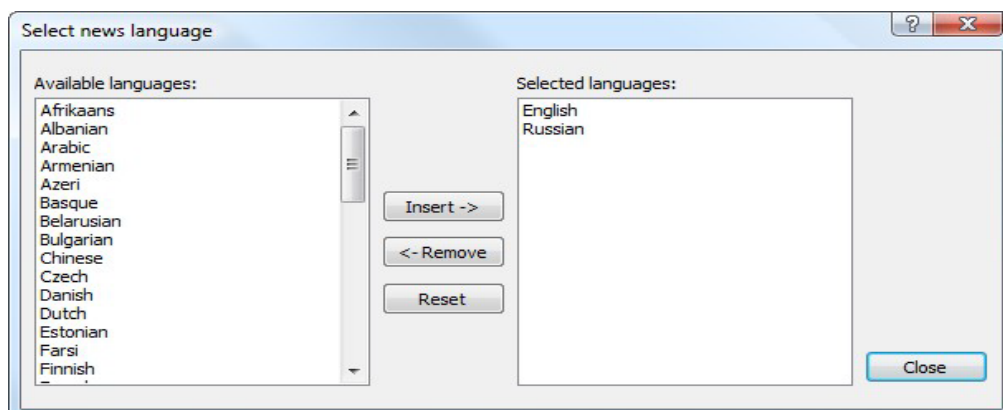 Select news language
?
X
Available languages:
Afrikaans
Albanian
Arabic
Armenian
Azeri
Basque
Belarusian
Bulgarian
Chinese
Czech
Danish
Dutch
Estonian
Farsi
Finnish
Insert ->
<- Remove
Reset
Selected languages:
English
Russian
Close